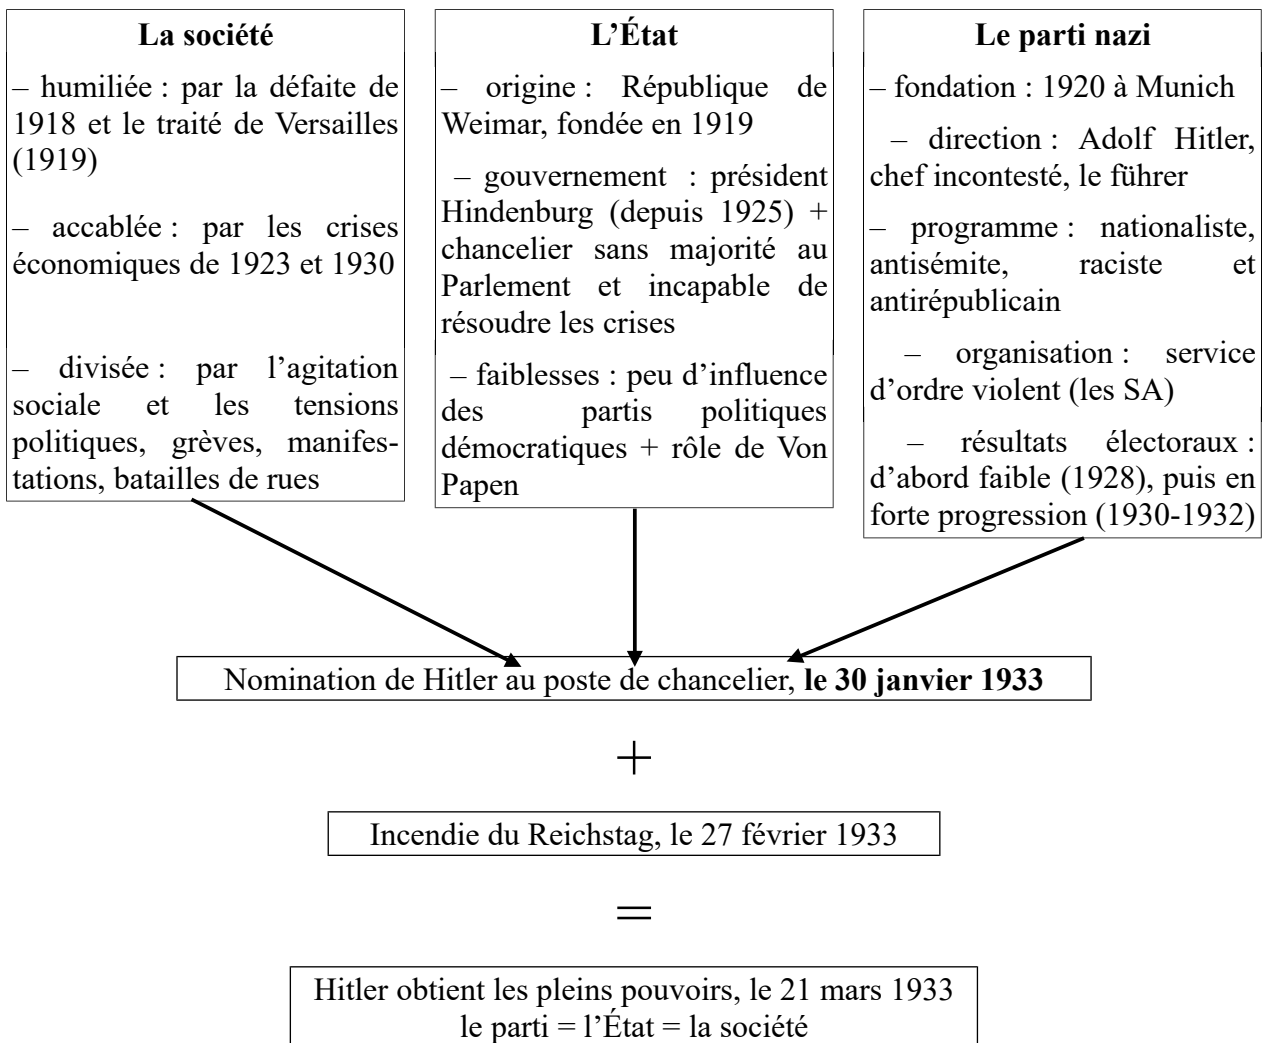 La société
– humiliée : par la défaite de
1918 et le traité de Versailles
(1919)
– accablée : par les crises
économiques de 1923 et 1930
– divisée : par l’agitation
sociale et les tensions
politiques, grèves, manifes-
tations, batailles de rues
L’État
– origine : République de
Weimar, fondée en 1919
– gouvernement : président
Hindenburg (depuis 1925) +
chancelier sans majorité au
Parlement et incapable de
résoudre les crises
– faiblesses : peu d’influence
des partis politiques
démocratiques + rôle de Von
Papen
Le parti nazi
– fondation : 1920 à Munich
– direction : Adolf Hitler,
chef incontesté, le führer
– programme : nationaliste,
antisémite, raciste et
antirépublicain
– organisation : service
d’ordre violent (les SA)
– résultats électoraux :
d’abord faible (1928), puis en
forte progression (1930-1932)
Nomination de Hitler au poste de chancelier, le 30 janvier 1933
+
Incendie du Reichstag, le 27 février 1933
=
Hitler obtient les pleins pouvoirs, le 21 mars 1933
le parti = l’État = la société